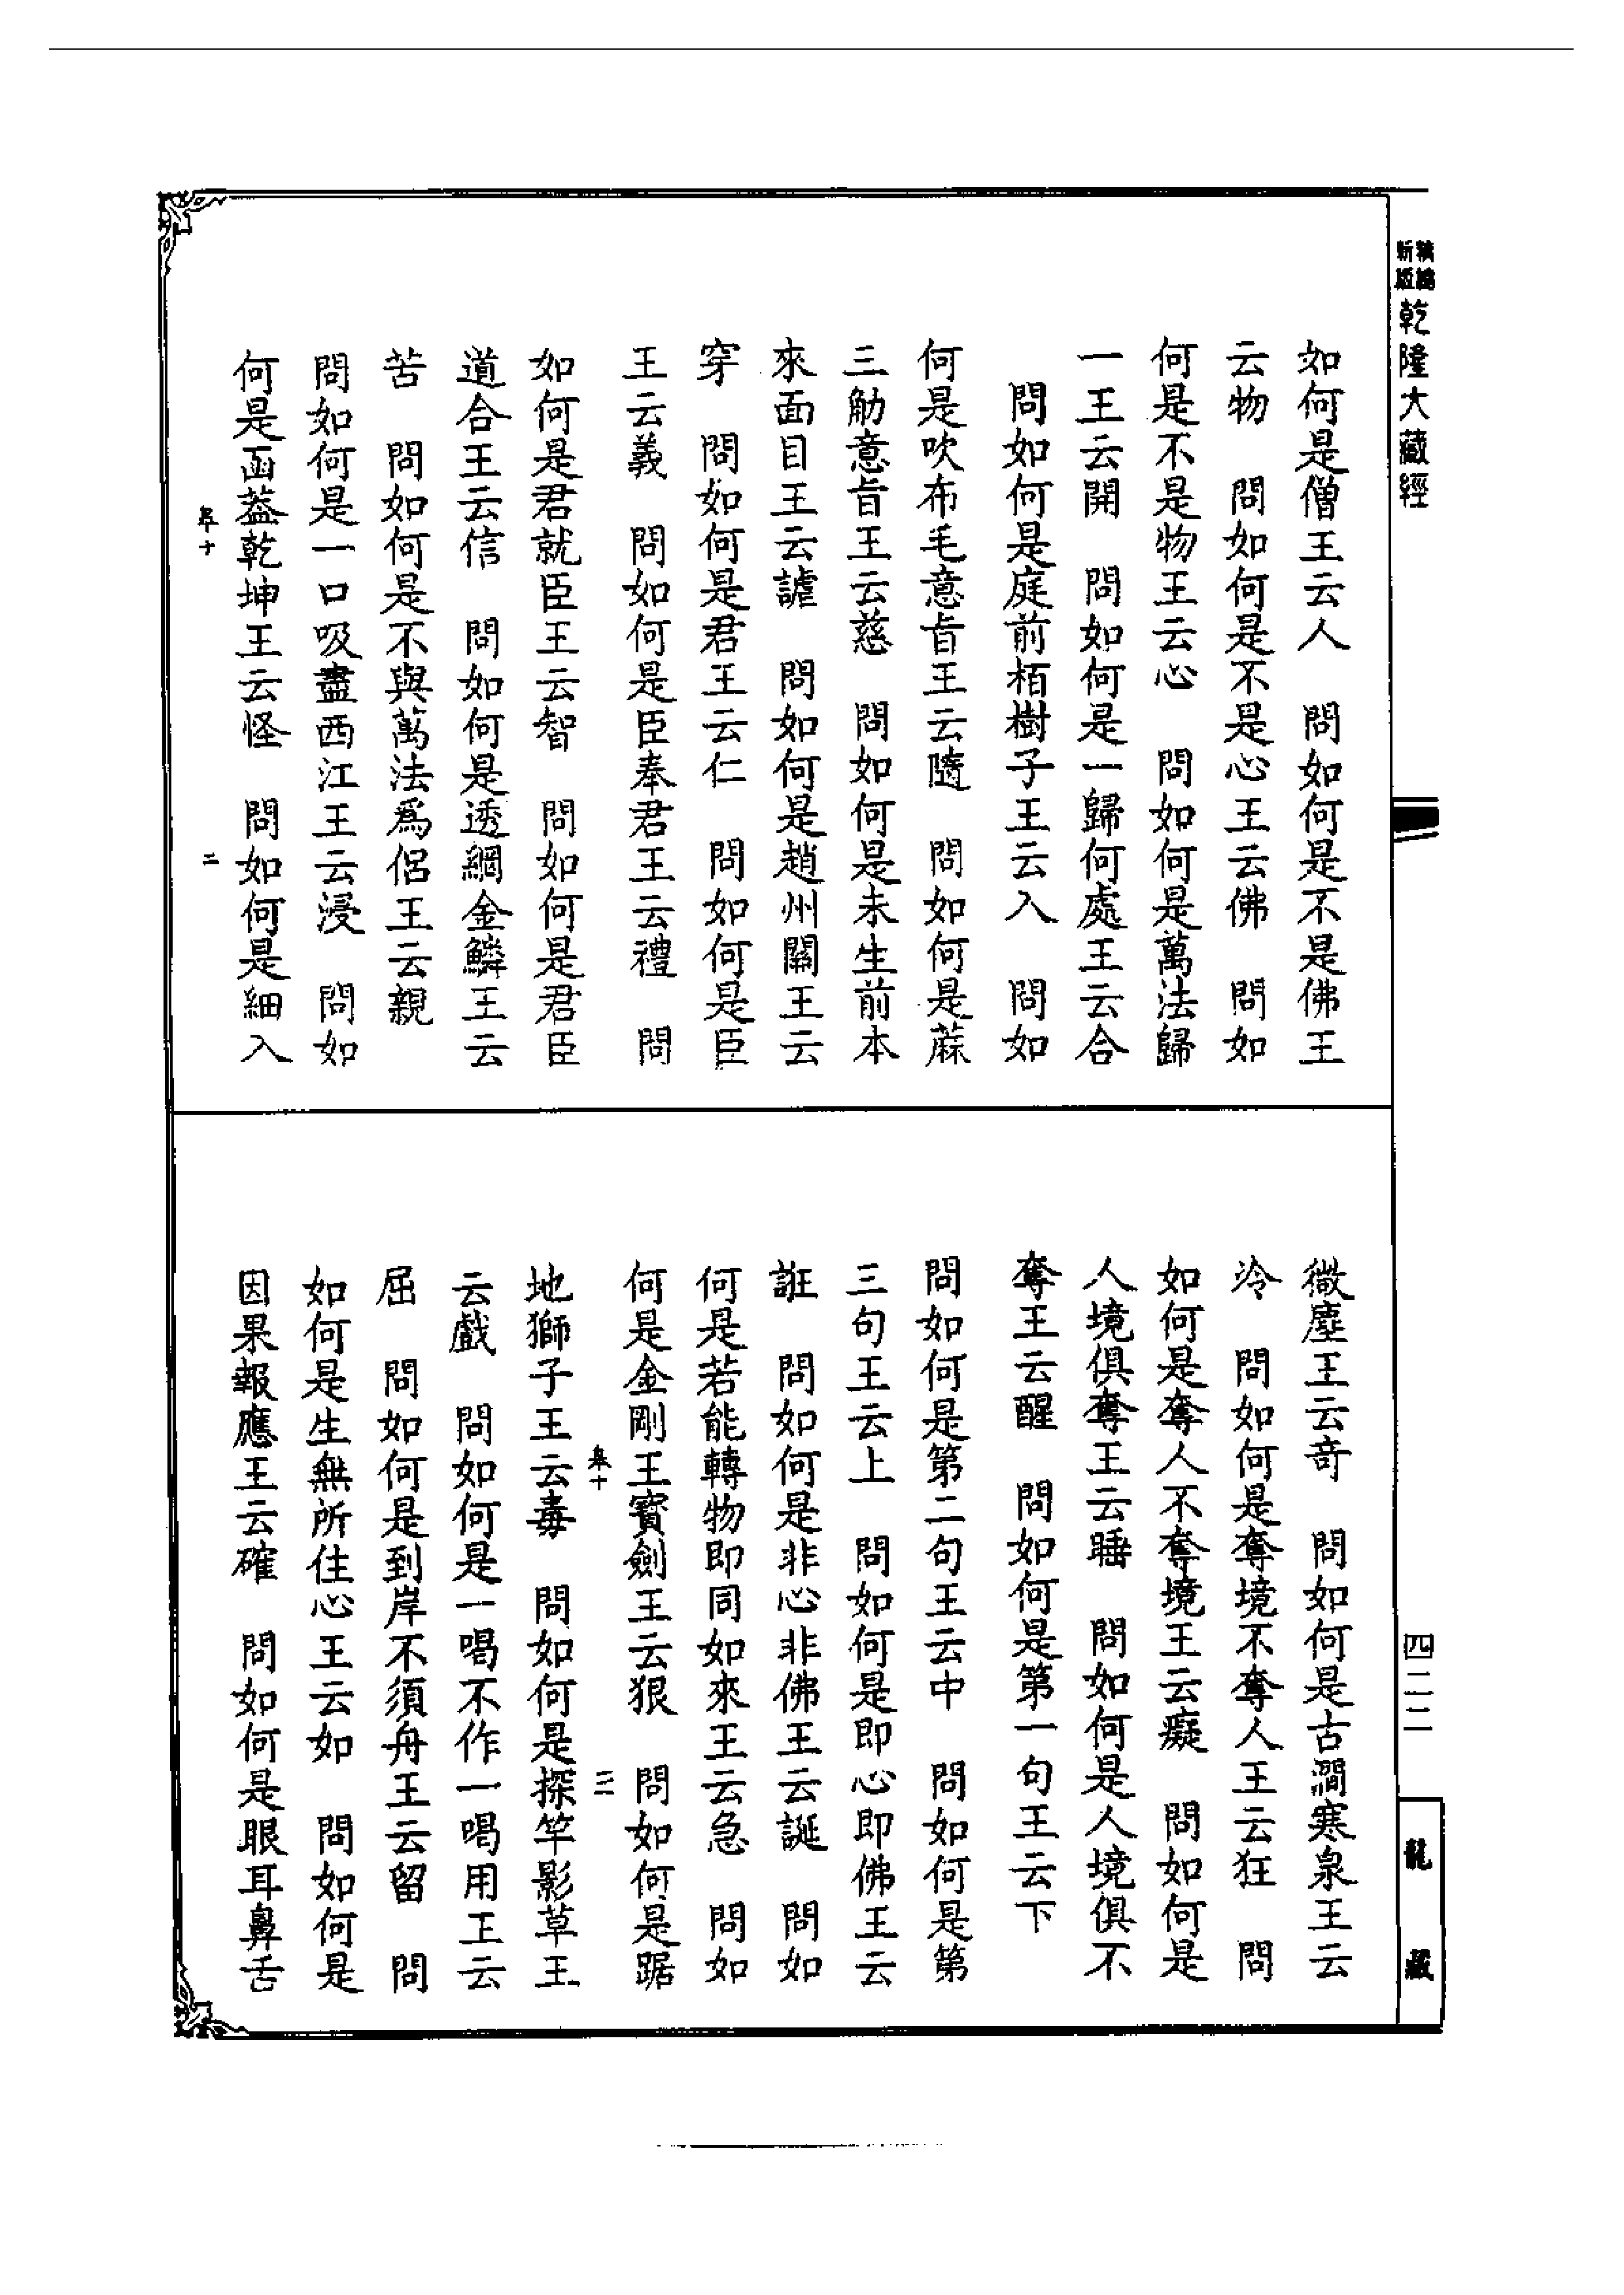 新版
精編
乾隆大藏經
如何是僧王云人　問如何是不是佛王
云物　問如何是不是心王云佛　問如
何是不是物王云心　問如何是萬法歸
一王云開　問如何是一歸何處王云合
問如何是庭前栢樹子王云入　問如
何是吹布毛意旨王云隨　問如何是蔴
三觔意旨王云慈　問如何是未生前本
來面目王云謔　問如何是趙州關王云
穿　問如何是君王云仁　問如何是臣
王云義　問如何是臣奉君王云禮　問
如何是君就臣王云智　問如何是君臣
道合王云信　問如何是透網金鱗王云
苦　問如何是不與萬法爲侶王云親
問如何是一口吸盡西江王云浸　問如
何是函葢乾坤王云怪　問如何是細入
十　二
微塵王云竒　問如何是古澗寒泉王云
冷　問如何是奪境不奪人王云狂　問
如何是奪人不奪境王云癡　問如何是
人境俱奪王云睡　問如何是人境俱不
奪王云醒　問如何是第一句王云下
問如何是第二句王云中　問如何是第
三句王云上　問如何是即心即佛王云
誑　問如何是非心非佛王云誕　問如
何是若能轉物即同如來王云急　問如
何是金剛王寳劍王云狠　問如何是踞
十　三
地獅子王云毒　問如何是探竿影草王
云戲　問如何是一喝不作一喝用王云
屈　問如何是到岸不須舟王云留　問
如何是生無所住心王云如　問如何是
因果報應王云確　問如何是眼耳鼻舌
四二二
龍藏